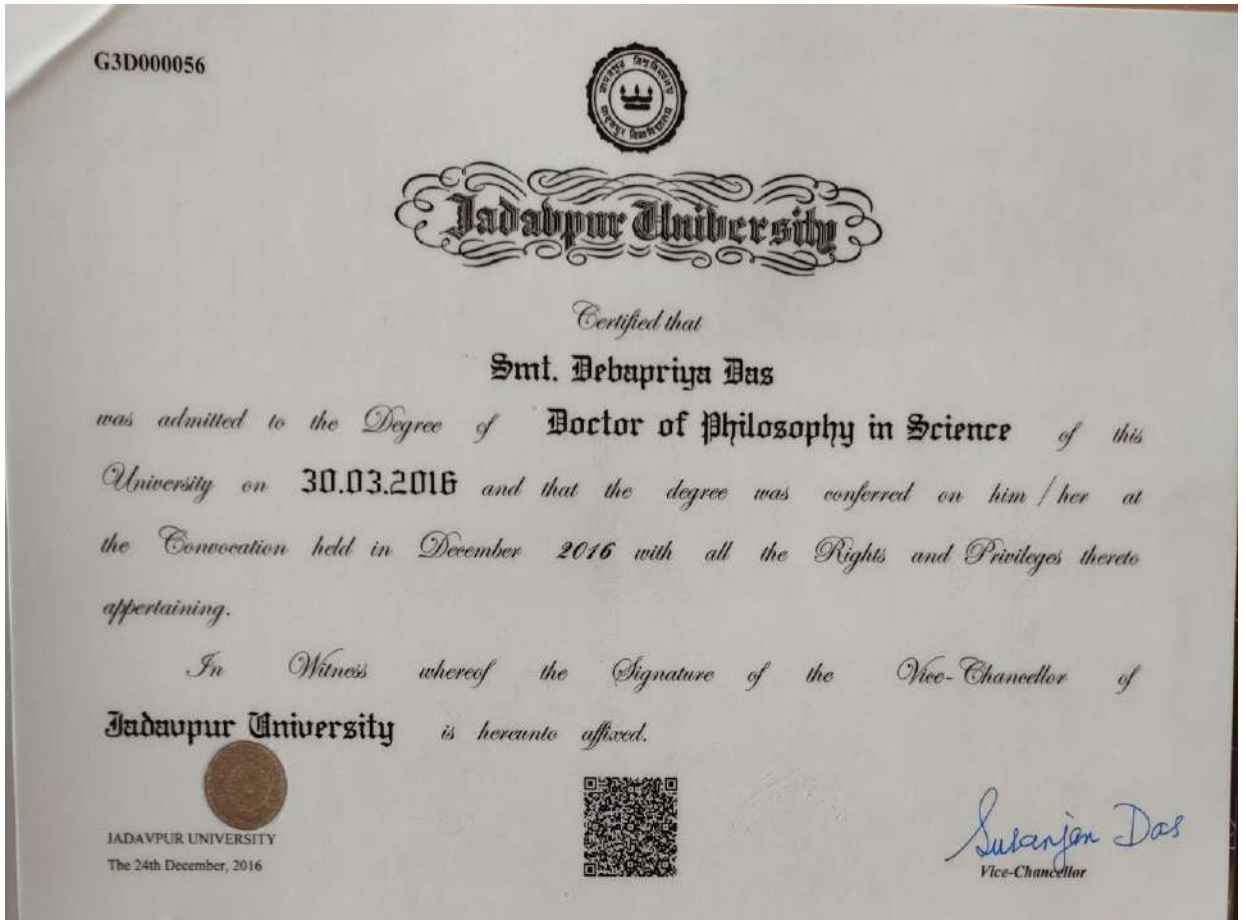 G3D000056
যাদবপুর বিশ্ববিদ্যালয়
Jadavpur University
Certified that
Smt. Debapriya Das
was admitted to the Degree of Doctor of Philosophy in Science of this
University on 30.03.2016 and that the degree was conferred on him / her at
the Convocation held in December 2016 with all the Rights and Privileges thereto
appertaining.
In Witness whereof the Signature of the Vice-Chancellor of
Jadavpur University is hereunto affixed.
JADAVPUR UNIVERSITY
The 24th December, 2016
Suranjan Das
Vice-Chancellor